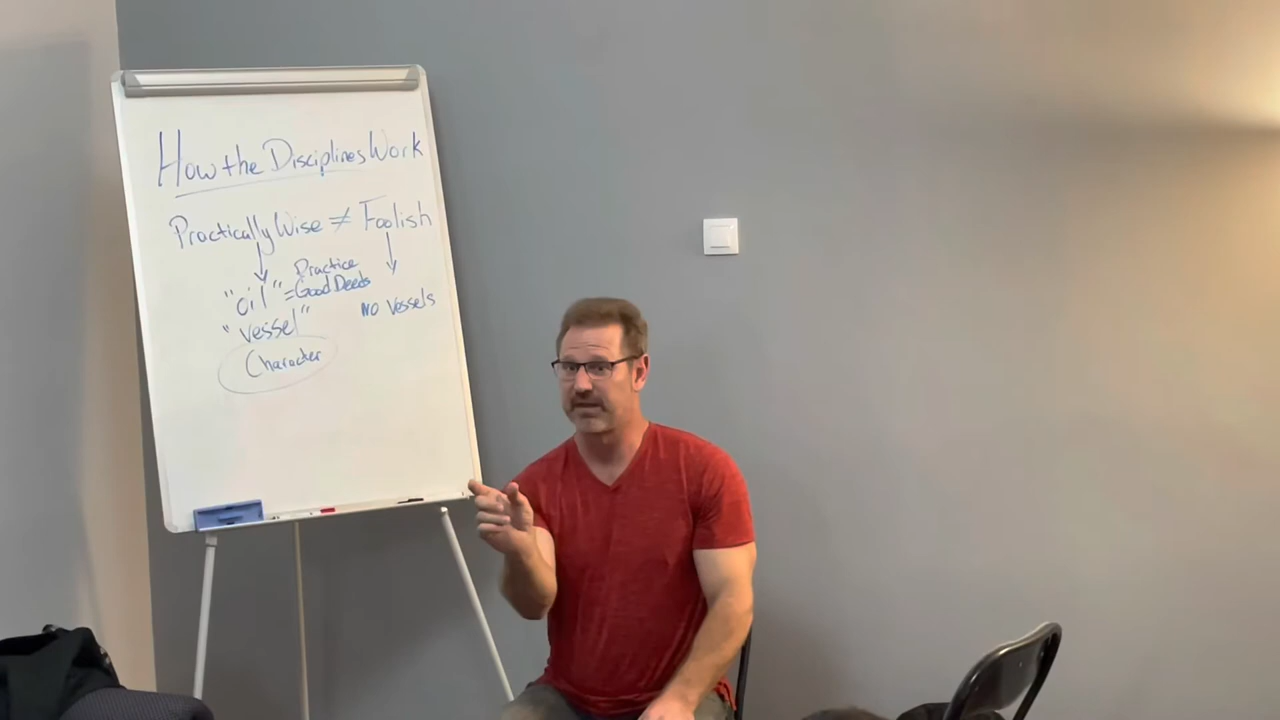 How the Disciplines Work
Practically Wise ≠ Foolish
"oil" = Practice Good Deeds
"vessel"
No Vessels
Character